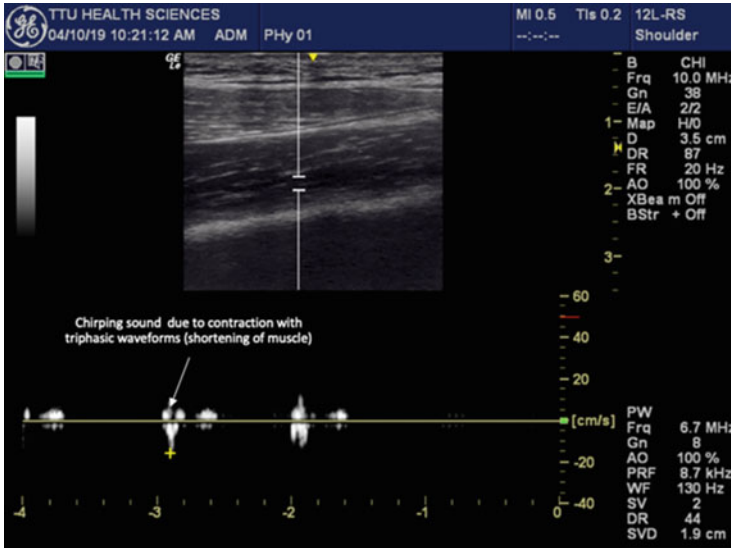 TTU HEALTH SCIENCES
04/10/19 10:21:12 AM ADM PHy 01
MI 0.5 TIs 0.2 12L-RS
--:--:-- Shoulder
GE
L6
B CHI
Frq 10.0 MHz
Gn 38
E/A 2/2
Map H/0
D 3.5 cm
DR 87
FR 20 Hz
AO 100 %
XBea m Off
BStr + Off
1
2
3
Chirping sound due to contraction with
triphasic waveforms (shortening of muscle)
60
40
20
[cm/s]
-20
-40
-4 -3 -2 -1 0
PW
Frq 6.7 MHz
Gn 8
AO 100 %
PRF 8.7 kHz
WF 130 Hz
SV 2
DR 44
SVD 1.9 cm